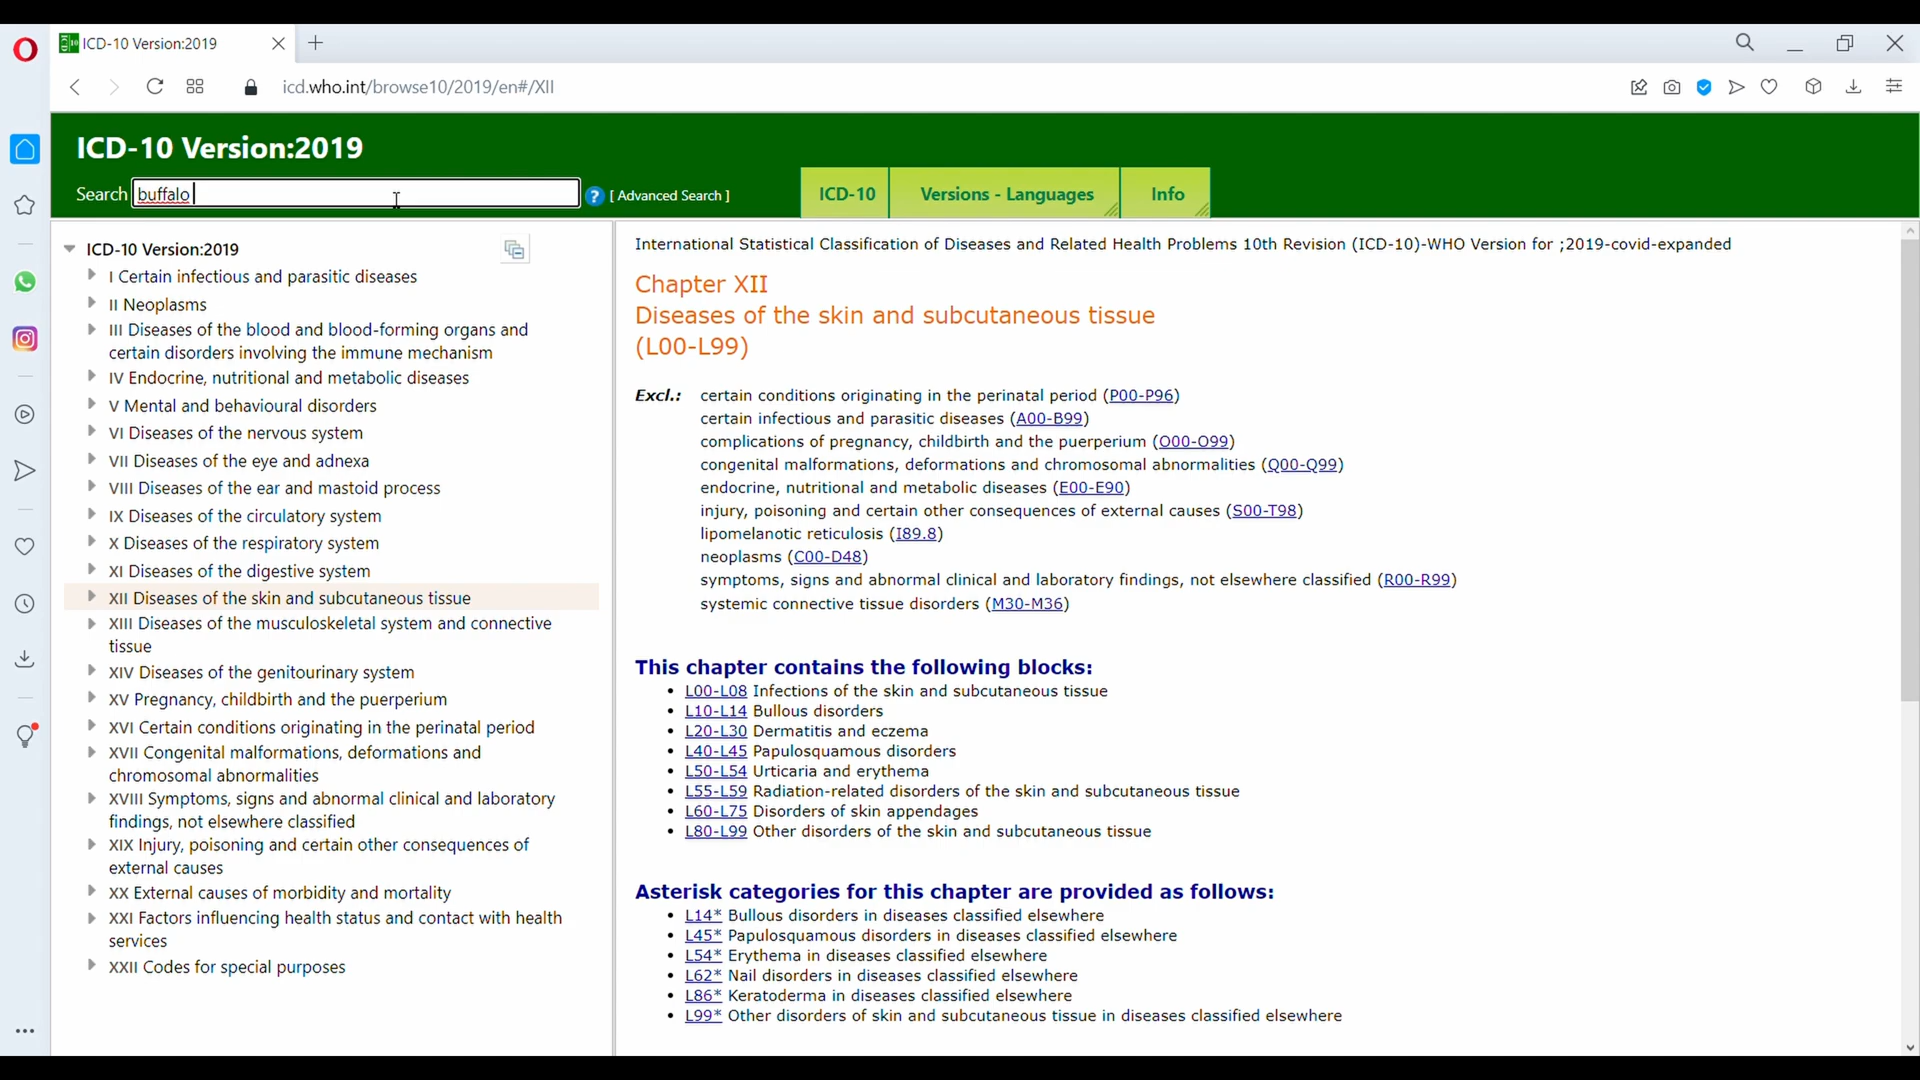 ICD-10 Version:2019
icd.who.int/browse10/2019/en#/XII
ICD-10 Version:2019
Search buffalo ? [ Advanced Search ]
ICD-10 Versions - Languages Info
ICD-10 Version:2019
I Certain infectious and parasitic diseases
II Neoplasms
III Diseases of the blood and blood-forming organs and
certain disorders involving the immune mechanism
IV Endocrine, nutritional and metabolic diseases
V Mental and behavioural disorders
VI Diseases of the nervous system
VII Diseases of the eye and adnexa
VIII Diseases of the ear and mastoid process
IX Diseases of the circulatory system
X Diseases of the respiratory system
XI Diseases of the digestive system
XII Diseases of the skin and subcutaneous tissue
XIII Diseases of the musculoskeletal system and connective
tissue
XIV Diseases of the genitourinary system
XV Pregnancy, childbirth and the puerperium
XVI Certain conditions originating in the perinatal period
XVII Congenital malformations, deformations and
chromosomal abnormalities
XVIII Symptoms, signs and abnormal clinical and laboratory
findings, not elsewhere classified
XIX Injury, poisoning and certain other consequences of
external causes
XX External causes of morbidity and mortality
XXI Factors influencing health status and contact with health
services
XXII Codes for special purposes
International Statistical Classification of Diseases and Related Health Problems 10th Revision (ICD-10)-WHO Version for ;2019-covid-expanded
Chapter XII
Diseases of the skin and subcutaneous tissue
(L00-L99)
Excl.: certain conditions originating in the perinatal period (P00-P96)
certain infectious and parasitic diseases (A00-B99)
complications of pregnancy, childbirth and the puerperium (O00-O99)
congenital malformations, deformations and chromosomal abnormalities (Q00-Q99)
endocrine, nutritional and metabolic diseases (E00-E90)
injury, poisoning and certain other consequences of external causes (S00-T98)
lipomelanotic reticulosis (I89.8)
neoplasms (C00-D48)
symptoms, signs and abnormal clinical and laboratory findings, not elsewhere classified (R00-R99)
systemic connective tissue disorders (M30-M36)
This chapter contains the following blocks:
• L00-L08 Infections of the skin and subcutaneous tissue
• L10-L14 Bullous disorders
• L20-L30 Dermatitis and eczema
• L40-L45 Papulosquamous disorders
• L50-L54 Urticaria and erythema
• L55-L59 Radiation-related disorders of the skin and subcutaneous tissue
• L60-L75 Disorders of skin appendages
• L80-L99 Other disorders of the skin and subcutaneous tissue
Asterisk categories for this chapter are provided as follows:
• L14* Bullous disorders in diseases classified elsewhere
• L45* Papulosquamous disorders in diseases classified elsewhere
• L54* Erythema in diseases classified elsewhere
• L62* Nail disorders in diseases classified elsewhere
• L86* Keratoderma in diseases classified elsewhere
• L99* Other disorders of skin and subcutaneous tissue in diseases classified elsewhere